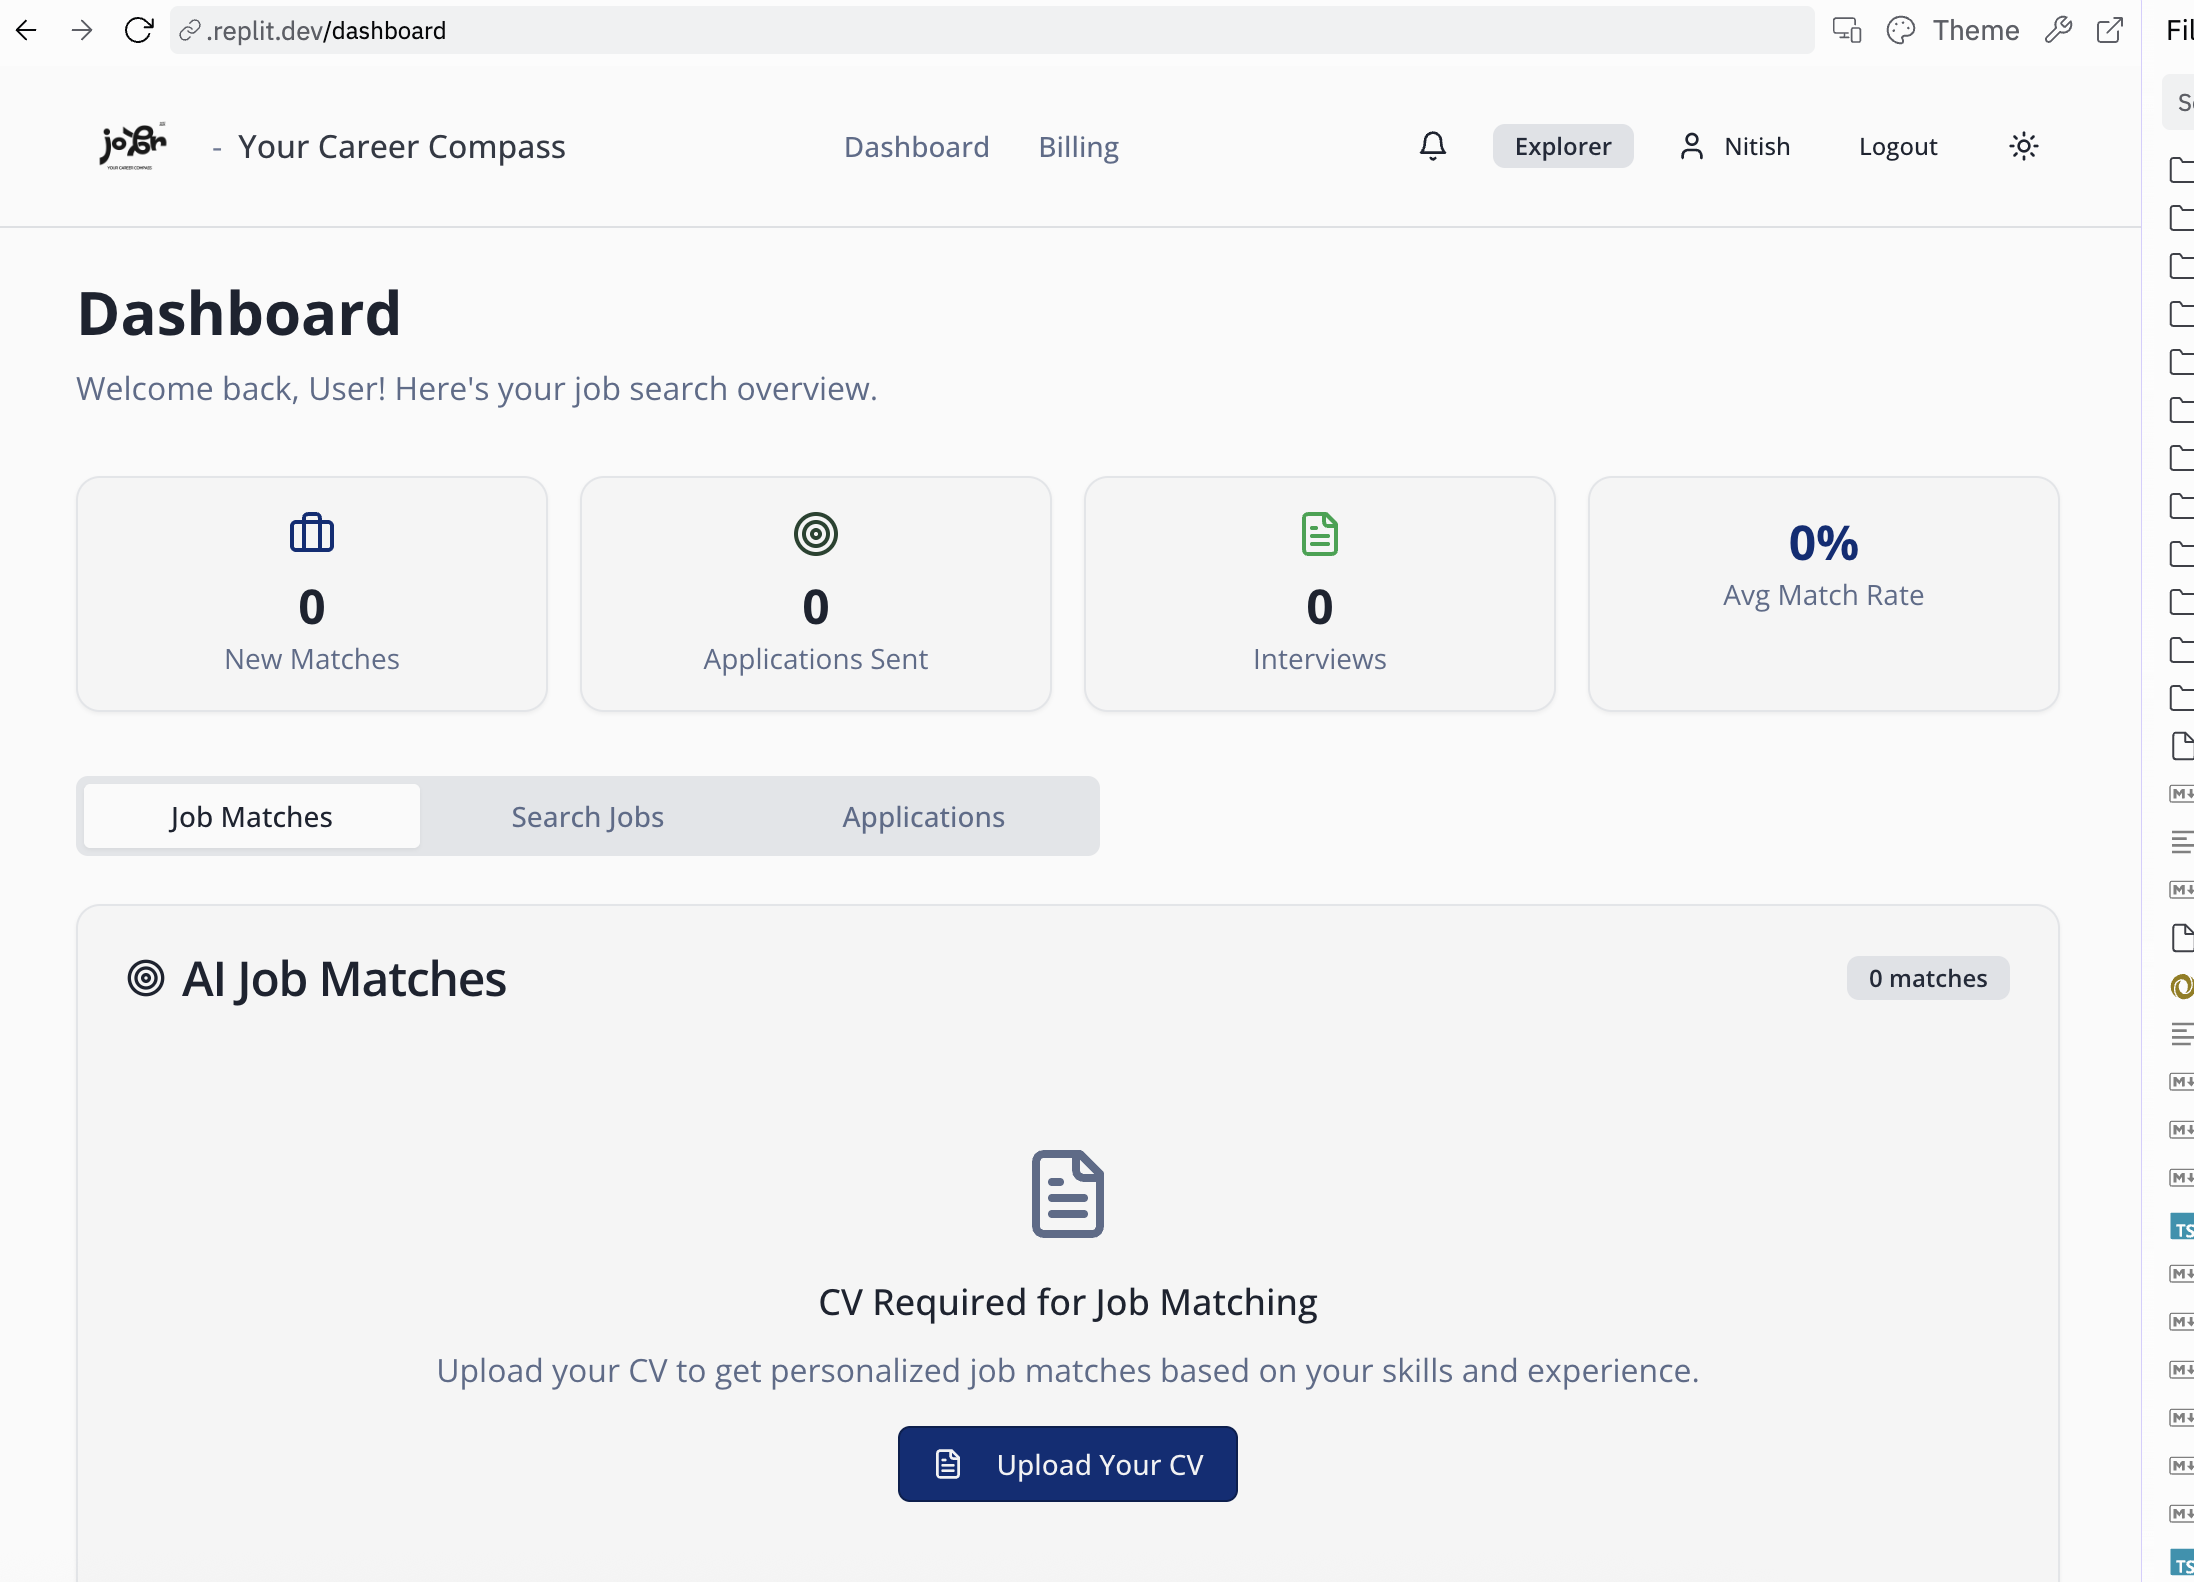 .replit.dev/dashboard
Theme
Fil
YOUR CAREER COMPASS
- Your Career Compass
Dashboard
Billing
Explorer
Nitish
Logout
Dashboard
Welcome back, User! Here's your job search overview.
0
New Matches
0
Applications Sent
0
Interviews
0%
Avg Match Rate
Job Matches
Search Jobs
Applications
AI Job Matches
0 matches
CV Required for Job Matching
Upload your CV to get personalized job matches based on your skills and experience.
Upload Your CV
TS
TS